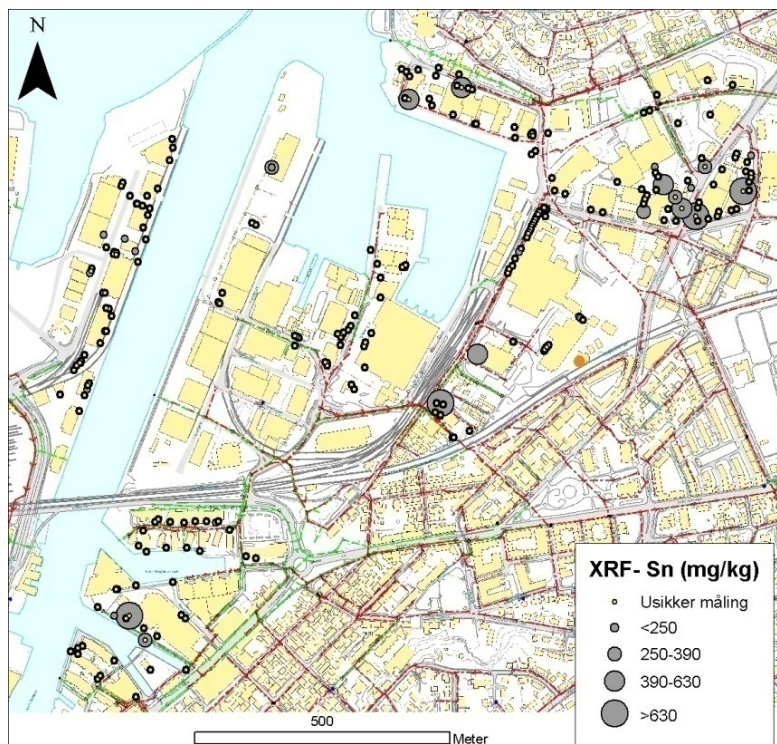 N
XRF- Sn (mg/kg)
Usikker måling
<250
250-390
390-630
>630
500
Meter